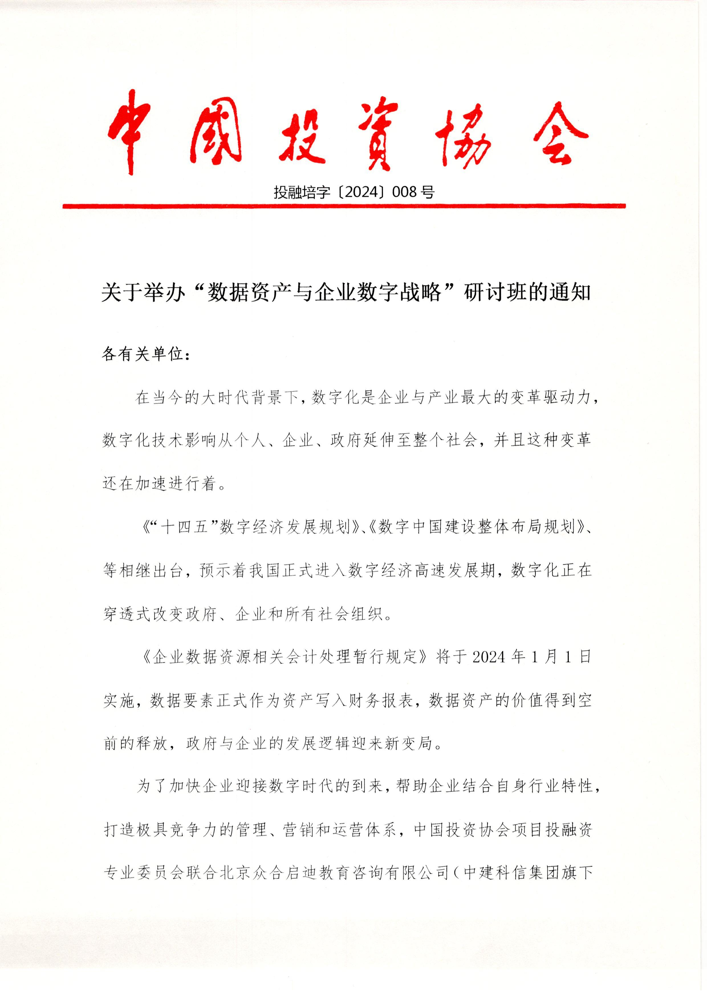 中國投資協会
投融培字〔2024〕008号
关于举办“数据资产与企业数字战略”研讨班的通知
各有关单位：
在当今的大时代背景下，数字化是企业与产业最大的变革驱动力，
数字化技术影响从个人、企业、政府延伸至整个社会，并且这种变革
还在加速进行着。
《“十四五”数字经济发展规划》、《数字中国建设整体布局规划》、
等相继出台，预示着我国正式进入数字经济高速发展期，数字化正在
穿透式改变政府、企业和所有社会组织。
《企业数据资源相关会计处理暂行规定》将于 2024 年 1 月 1 日
实施，数据要素正式作为资产写入财务报表，数据资产的价值得到空
前的释放，政府与企业的发展逻辑迎来新变局。
为了加快企业迎接数字时代的到来，帮助企业结合自身行业特性，
打造极具竞争力的管理、营销和运营体系，中国投资协会项目投融资
专业委员会联合北京众合启迪教育咨询有限公司（中建科信集团旗下